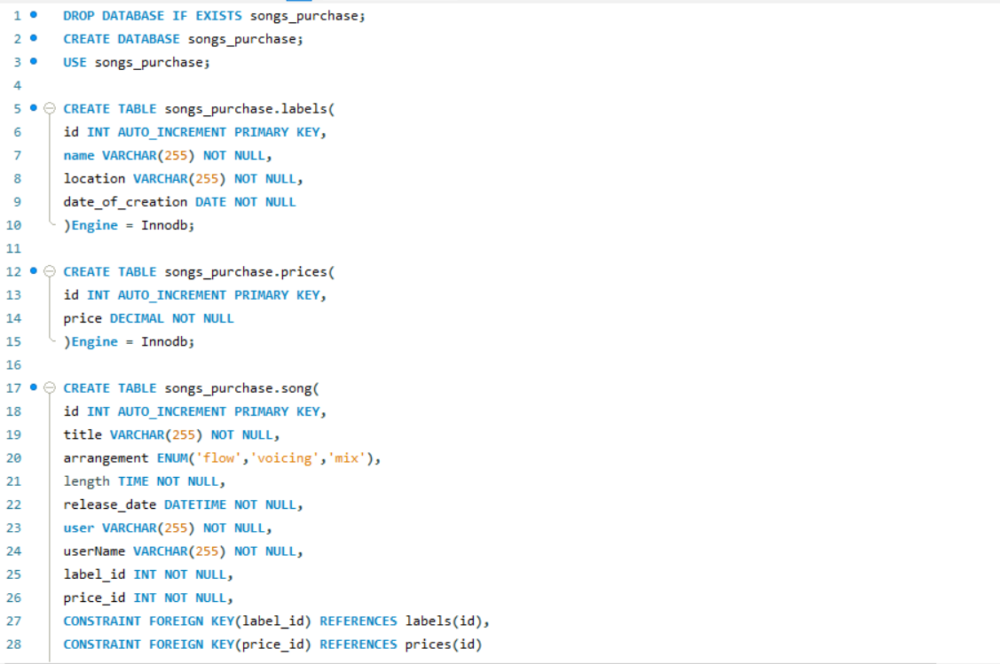 1 DROP DATABASE IF EXISTS songs_purchase;
2 CREATE DATABASE songs_purchase;
3 USE songs_purchase;
4
5 CREATE TABLE songs_purchase.labels(
6 id INT AUTO_INCREMENT PRIMARY KEY,
7 name VARCHAR(255) NOT NULL,
8 location VARCHAR(255) NOT NULL,
9 date_of_creation DATE NOT NULL
10 )Engine = Innodb;
11
12 CREATE TABLE songs_purchase.prices(
13 id INT AUTO_INCREMENT PRIMARY KEY,
14 price DECIMAL NOT NULL
15 )Engine = Innodb;
16
17 CREATE TABLE songs_purchase.song(
18 id INT AUTO_INCREMENT PRIMARY KEY,
19 title VARCHAR(255) NOT NULL,
20 arrangement ENUM('flow','voicing','mix'),
21 length TIME NOT NULL,
22 release_date DATETIME NOT NULL,
23 user VARCHAR(255) NOT NULL,
24 userName VARCHAR(255) NOT NULL,
25 label_id INT NOT NULL,
26 price_id INT NOT NULL,
27 CONSTRAINT FOREIGN KEY(label_id) REFERENCES labels(id),
28 CONSTRAINT FOREIGN KEY(price_id) REFERENCES prices(id)